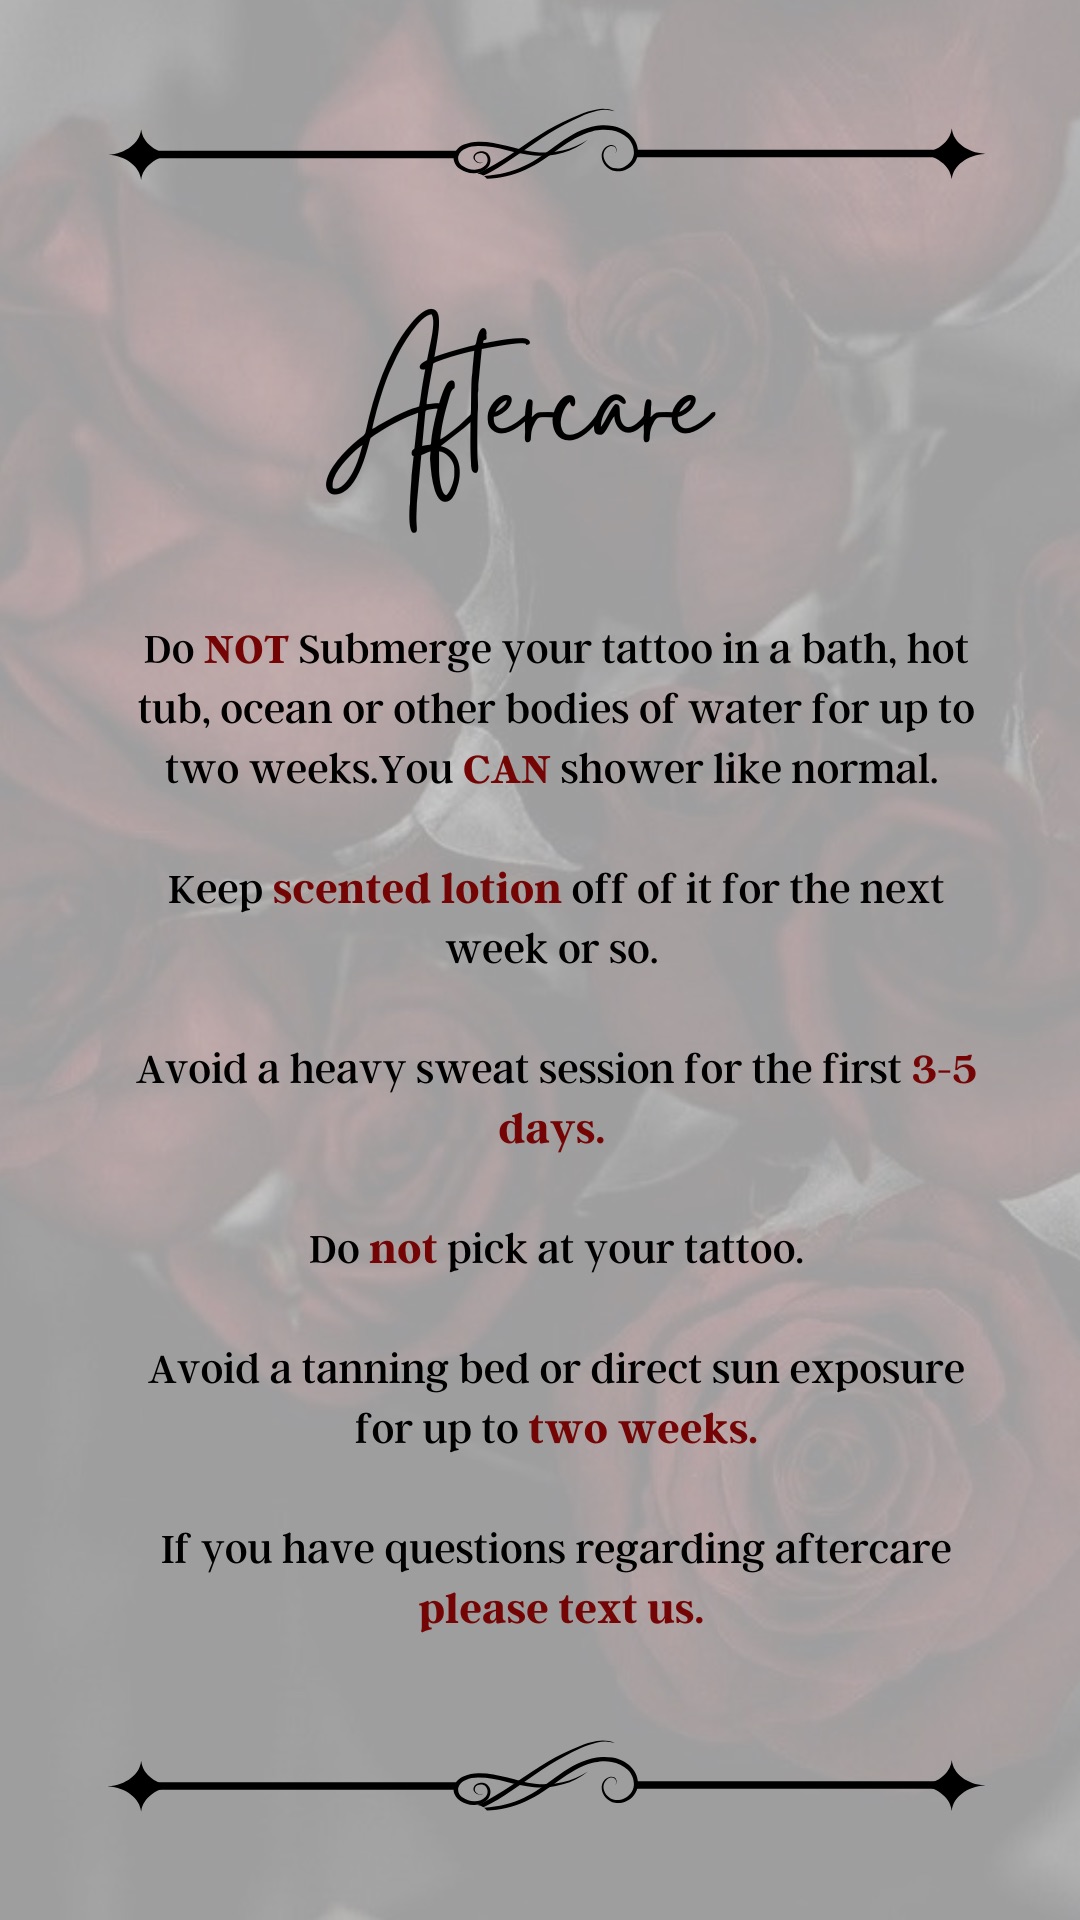 Aftercare
Do NOT Submerge your tattoo in a bath, hot
tub, ocean or other bodies of water for up to
two weeks.You CAN shower like normal.
Keep scented lotion off of it for the next
week or so.
Avoid a heavy sweat session for the first 3-5
days.
Do not pick at your tattoo.
Avoid a tanning bed or direct sun exposure
for up to two weeks.
If you have questions regarding aftercare
please text us.